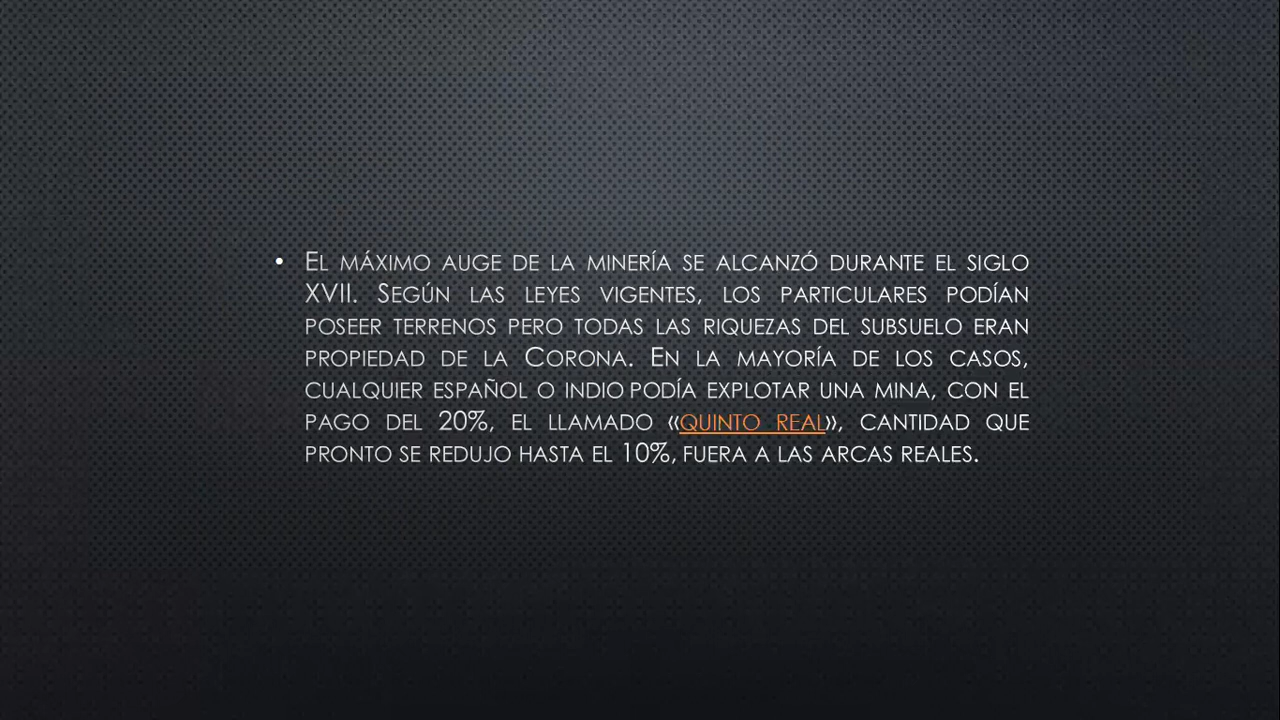 • El máximo auge de la minería se alcanzó durante el siglo
XVII. Según las leyes vigentes, los particulares podían
poseer terrenos pero todas las riquezas del subsuelo eran
propiedad de la Corona. En la mayoría de los casos,
cualquier español o indio podía explotar una mina, con el
pago del 20%, el llamado «quinto real», cantidad que
pronto se redujo hasta el 10%, fuera a las arcas reales.